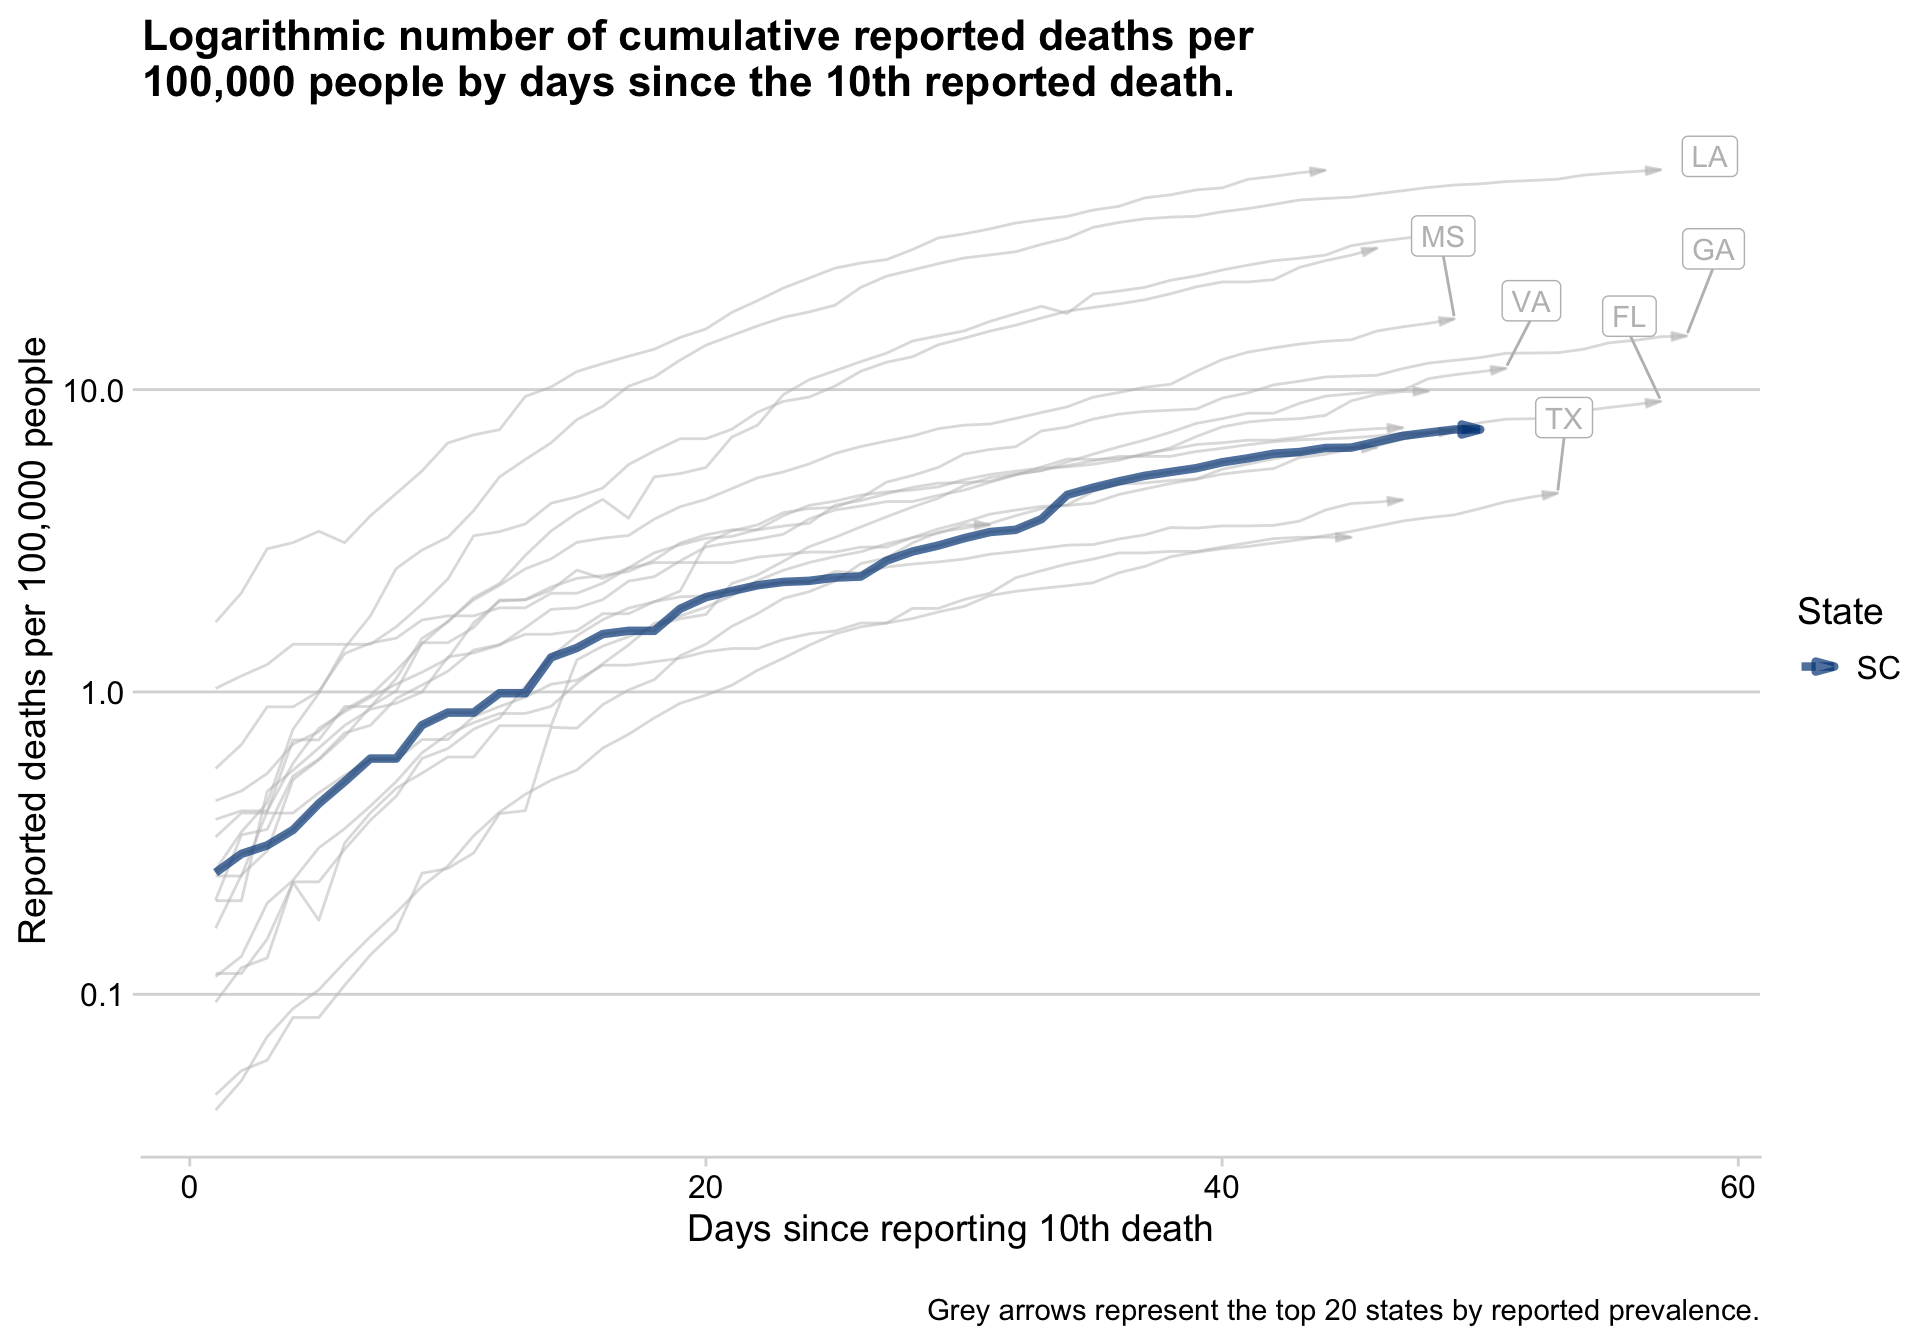 Logarithmic number of cumulative reported deaths per
100,000 people by days since the 10th reported death.
LA
MS
GA
VA
FL
TX
Reported deaths per 100,000 people
10.0
1.0
0.1
State
SC
0
20
40
60
Days since reporting 10th death
Grey arrows represent the top 20 states by reported prevalence.